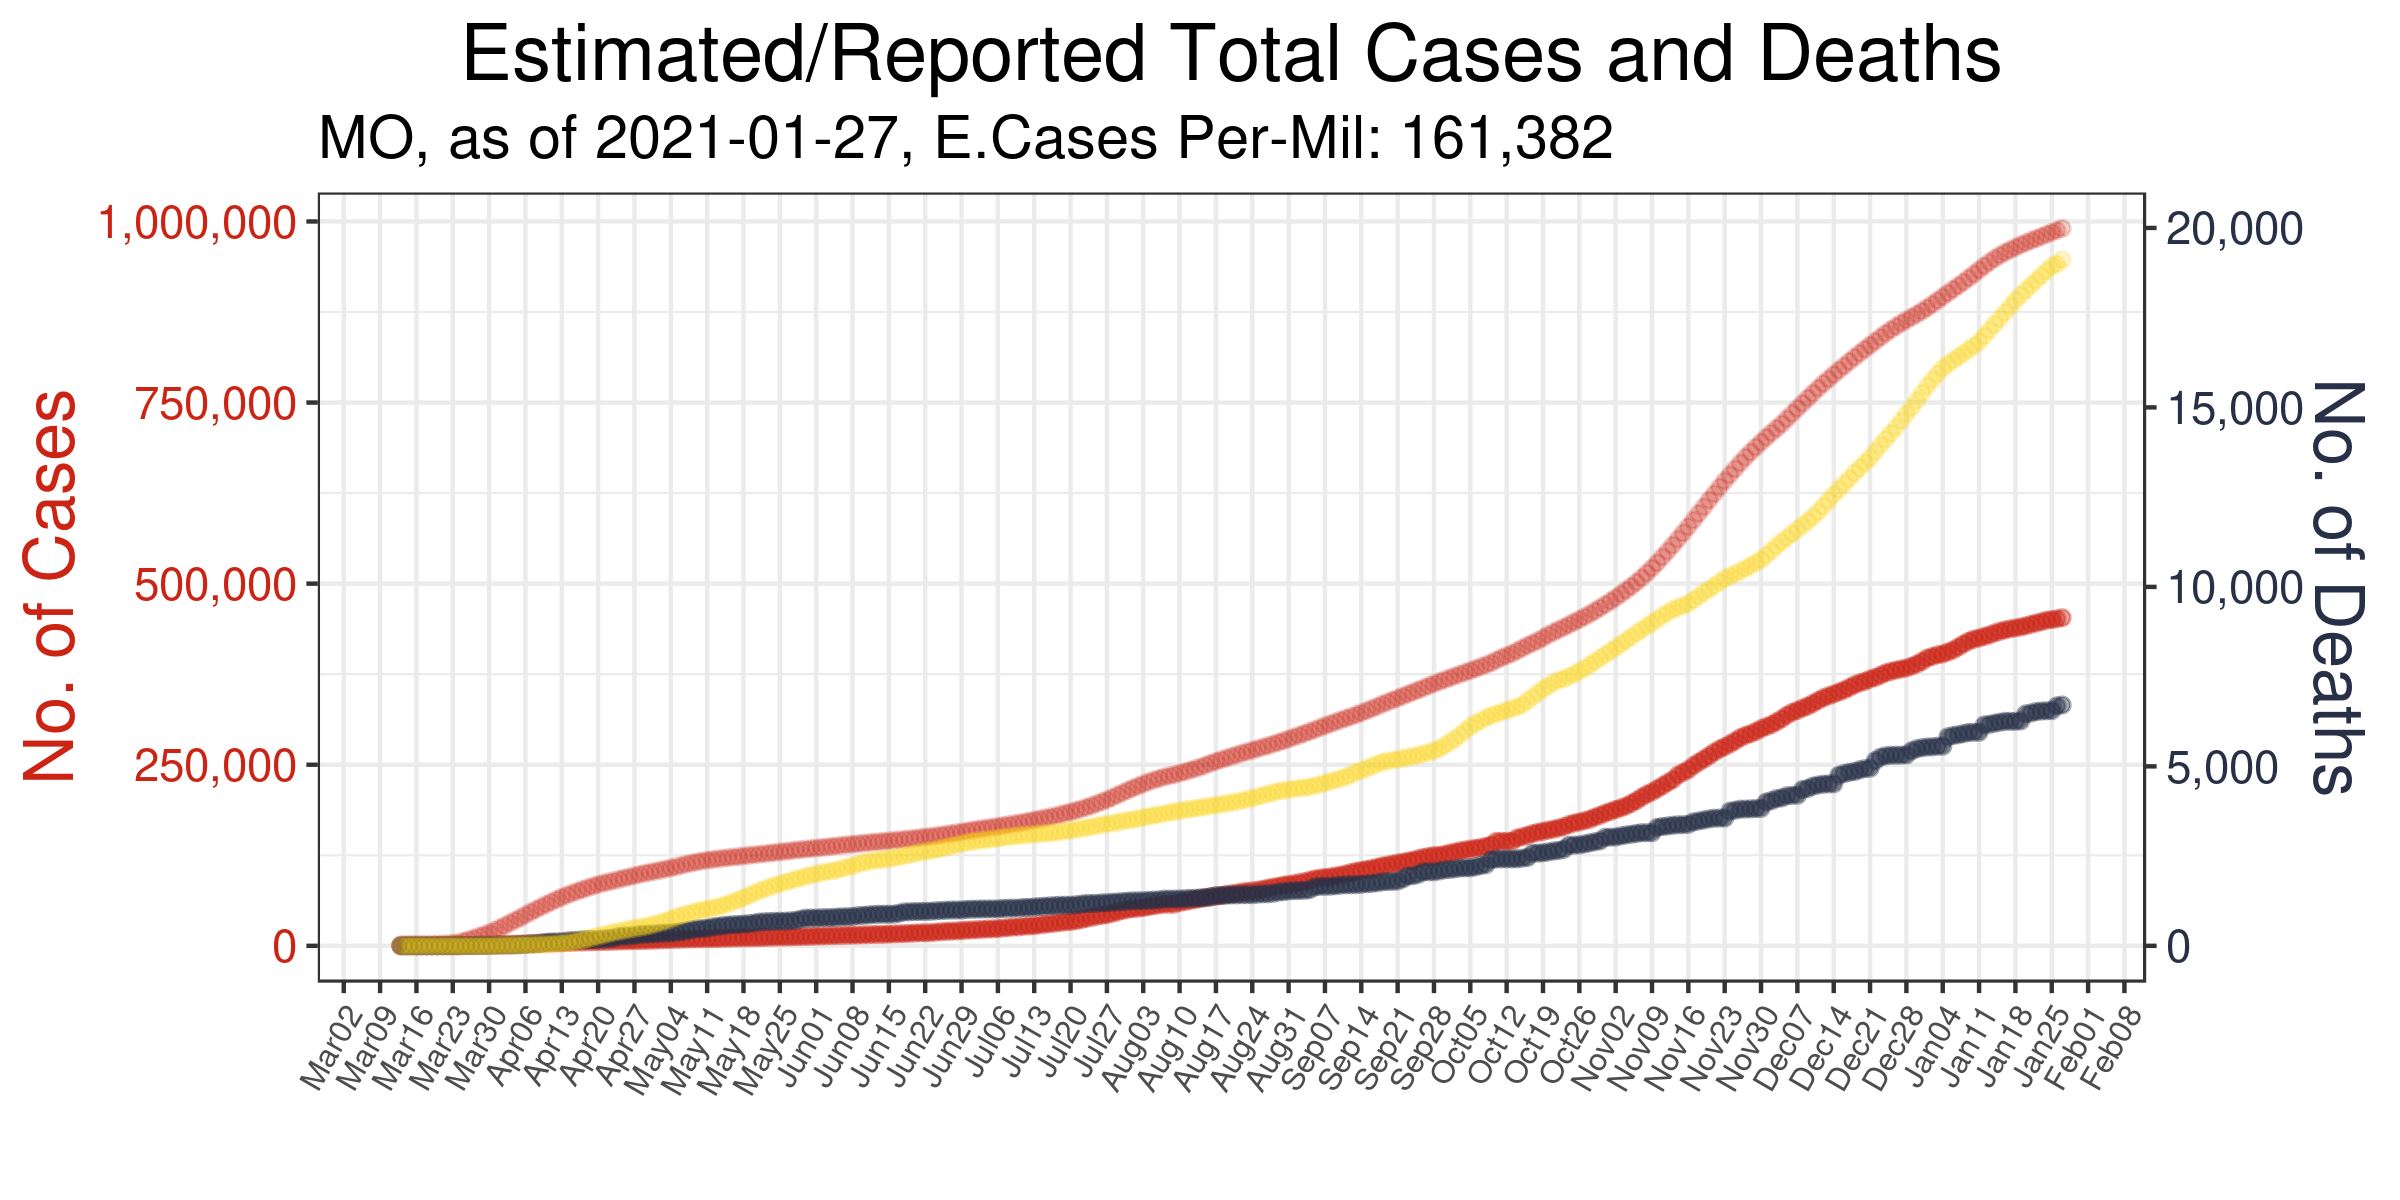 Estimated/Reported Total Cases and Deaths
MO, as of 2021-01-27, E.Cases Per-Mil: 161,382
No. of Cases
1,000,000
750,000
500,000
250,000
0
20,000
15,000
10,000
5,000
0
No. of Deaths
Mar02
Mar09
Mar16
Mar23
Mar30
Apr06
Apr13
Apr20
Apr27
May04
May11
May18
May25
Jun01
Jun08
Jun15
Jun22
Jun29
Jul06
Jul13
Jul20
Jul27
Aug03
Aug10
Aug17
Aug24
Aug31
Sep07
Sep14
Sep21
Sep28
Oct05
Oct12
Oct19
Oct26
Nov02
Nov09
Nov16
Nov23
Nov30
Dec07
Dec14
Dec21
Dec28
Jan04
Jan11
Jan18
Jan25
Feb01
Feb08